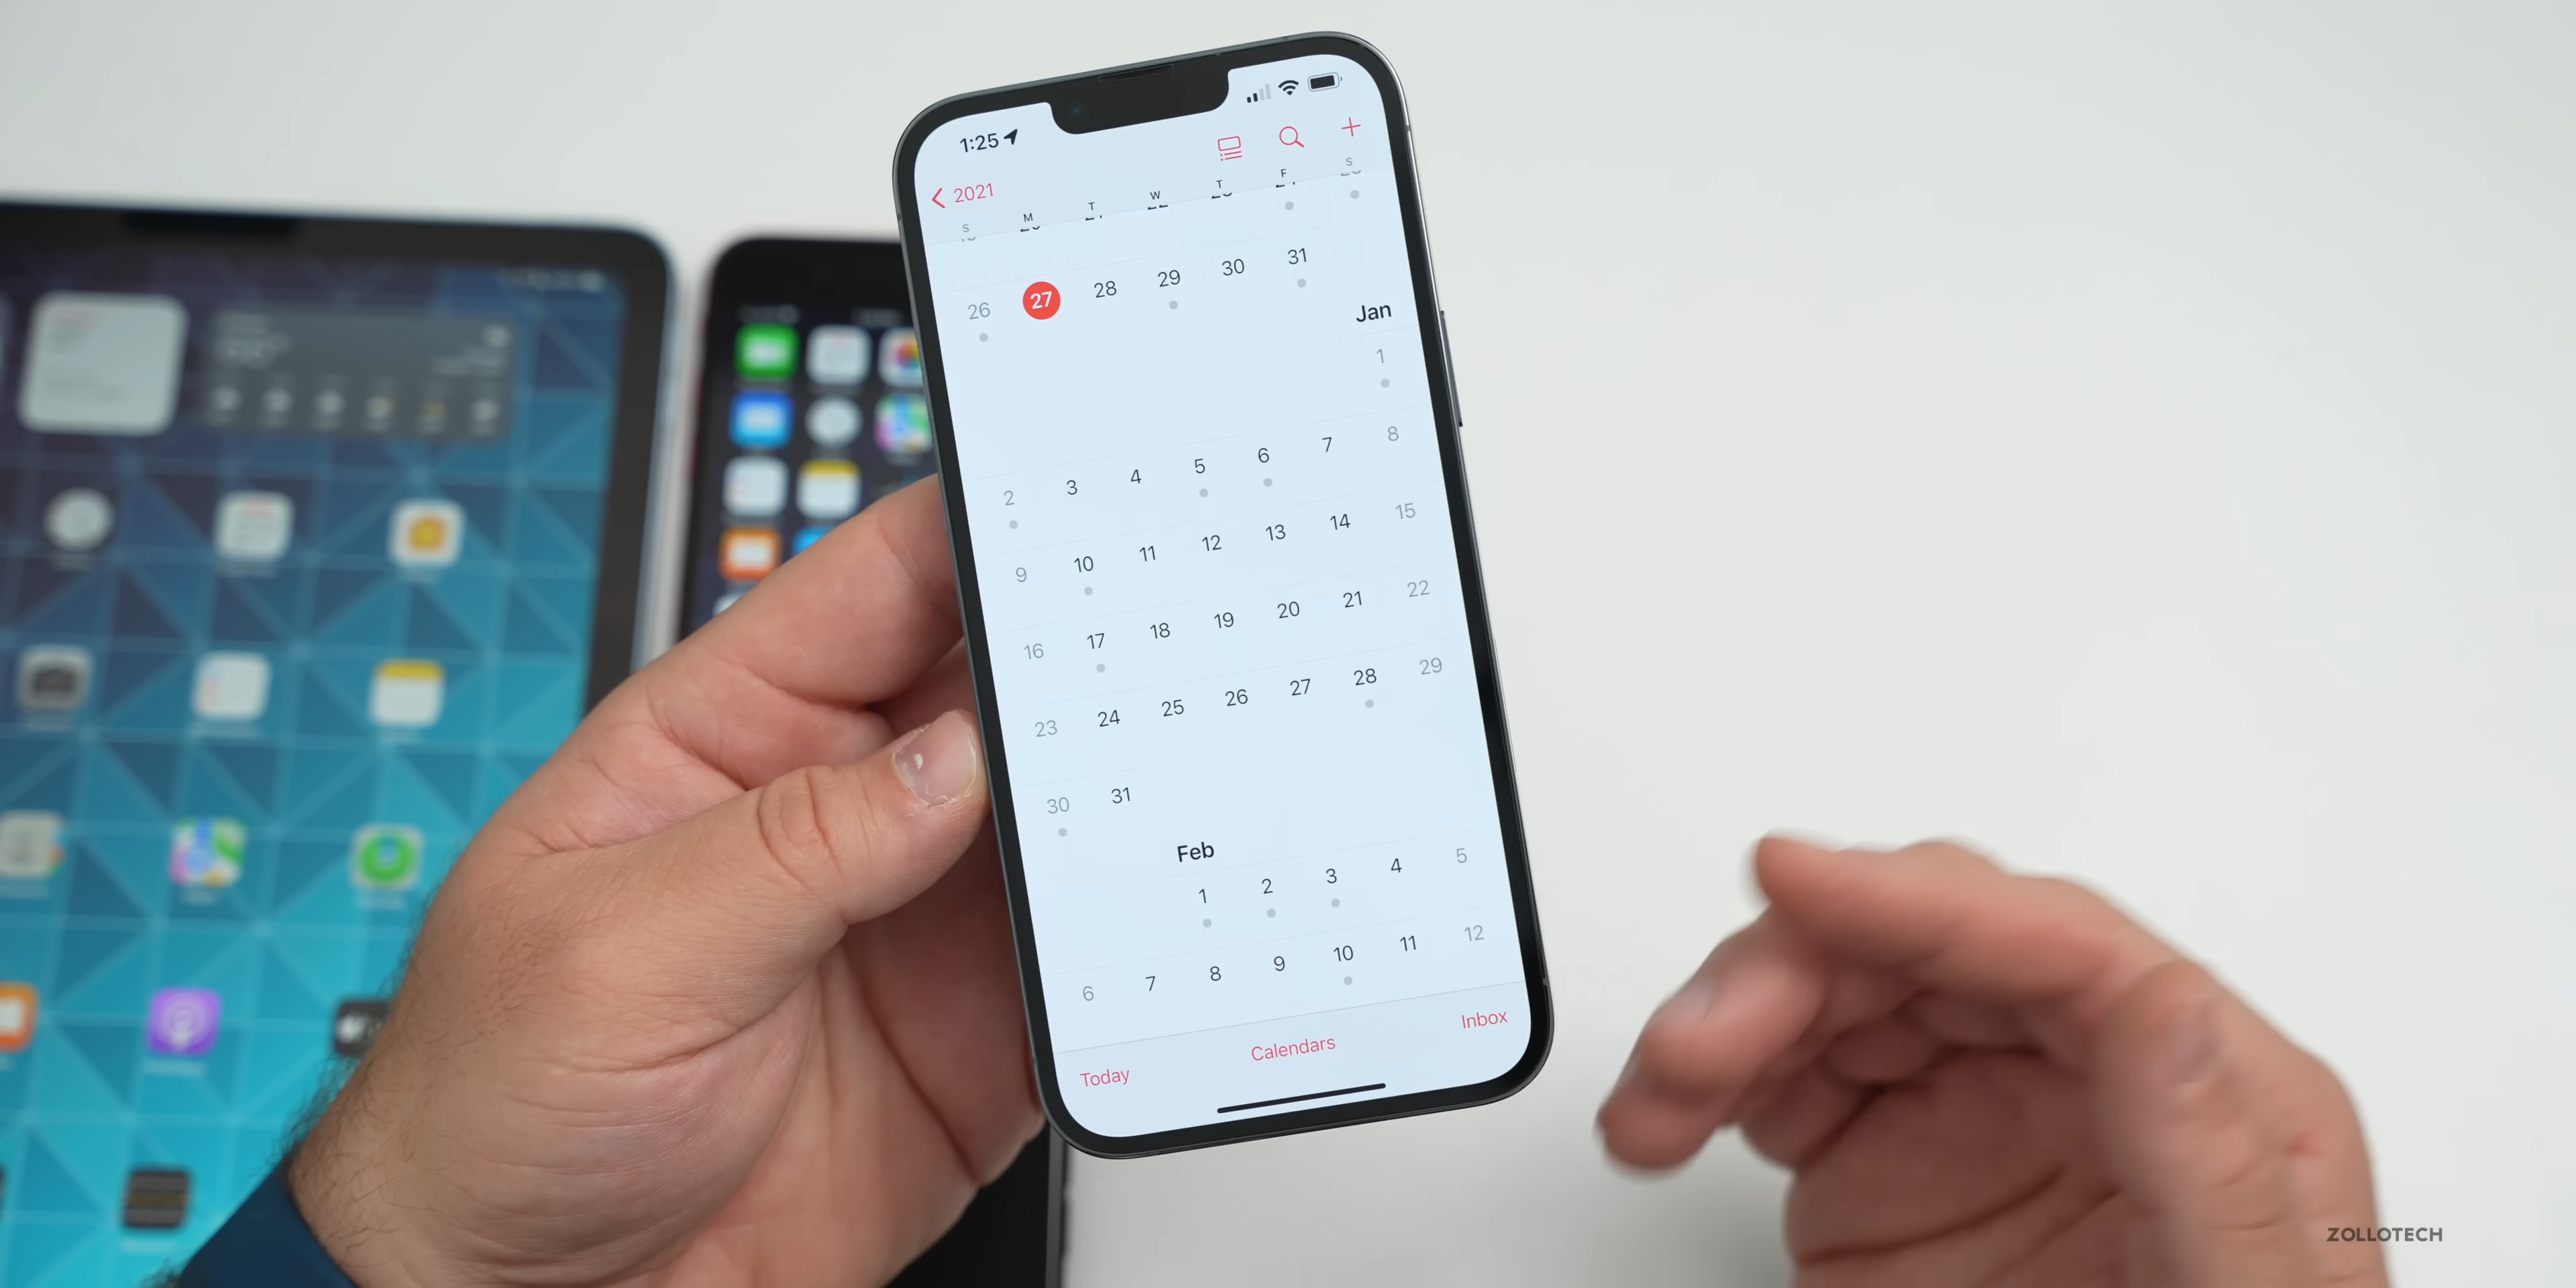 1:25
2021
S M T W T F S
26 27 28 29 30 31
Jan
1
2 3 4 5 6 7 8
9 10 11 12 13 14 15
16 17 18 19 20 21 22
23 24 25 26 27 28 29
30 31
Feb
1 2 3 4 5
6 7 8 9 10 11 12
Today Calendars Inbox
ZOLLOTECH